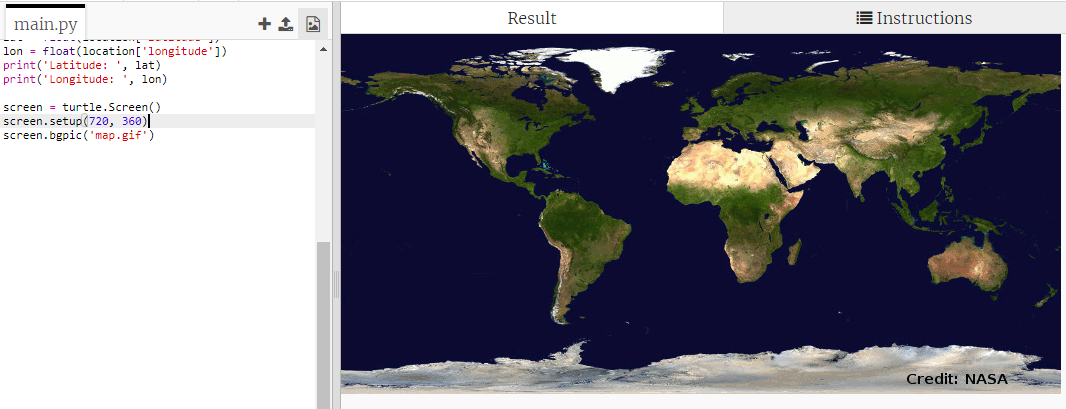 main.py
Result
Instructions
lon = float(location['longitude'])
print('Latitude: ', lat)
print('Longitude: ', lon)
screen = turtle.Screen()
screen.setup(720, 360)
screen.bgpic('map.gif')
Credit: NASA